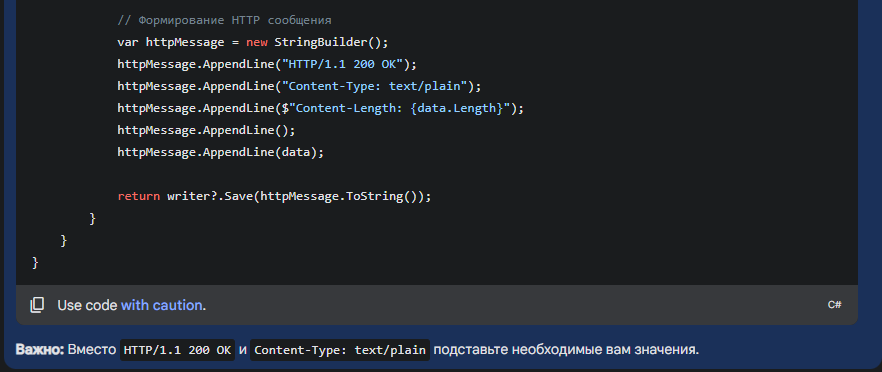 // Формирование HTTP сообщения
var httpMessage = new StringBuilder();
httpMessage.AppendLine("HTTP/1.1 200 OK");
httpMessage.AppendLine("Content-Type: text/plain");
httpMessage.AppendLine($"Content-Length: {data.Length}");
httpMessage.AppendLine();
httpMessage.AppendLine(data);
return writer?.Save(httpMessage.ToString());
}
}
}
Use code with caution. C#
Важно: Вместо HTTP/1.1 200 OK и Content-Type: text/plain подставьте необходимые вам значения.